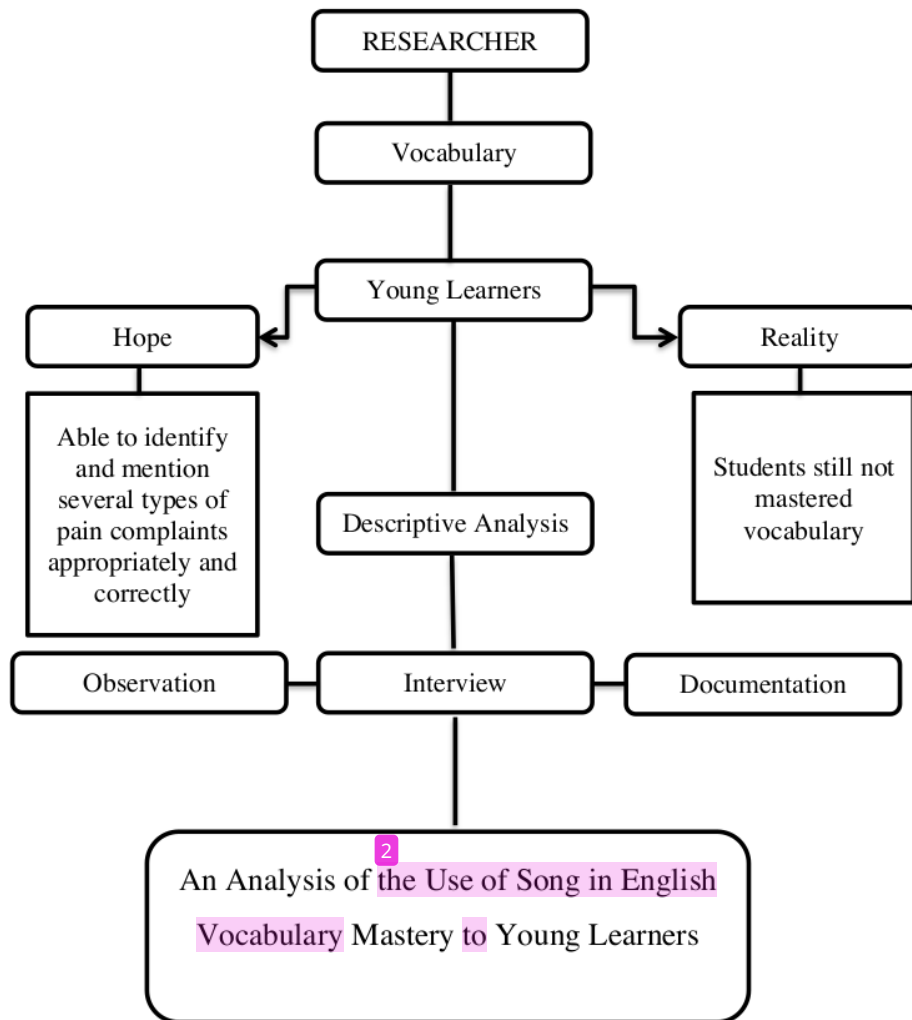 RESEARCHER
Vocabulary
Young Learners
Hope
Reality
Able to identify
and mention
several types of
pain complaints
appropriately and
correctly
Students still not
mastered
vocabulary
Descriptive Analysis
Observation
Interview
Documentation
2
An Analysis of the Use of Song in English
Vocabulary Mastery to Young Learners